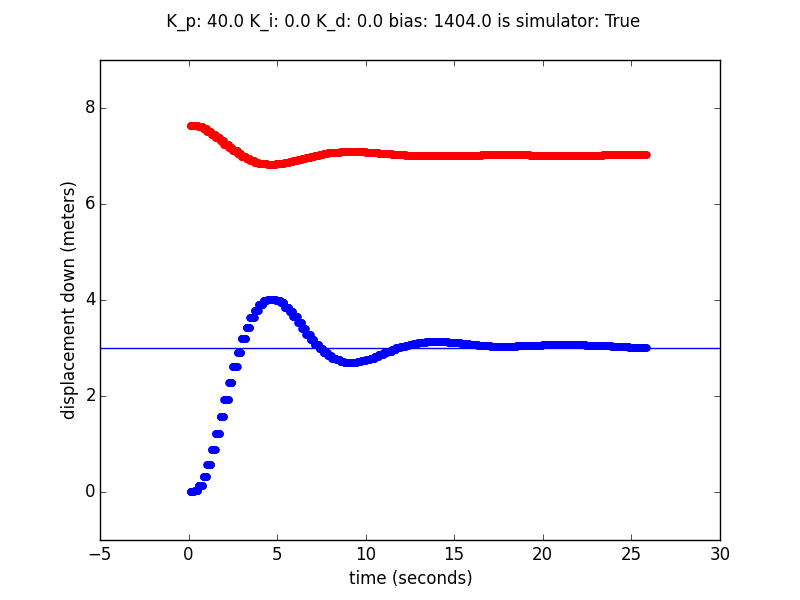 K_p: 40.0 K_i: 0.0 K_d: 0.0 bias: 1404.0 is simulator: True
8
6
4
2
0
displacement down (meters)
−5 0 5 10 15 20 25 30
time (seconds)